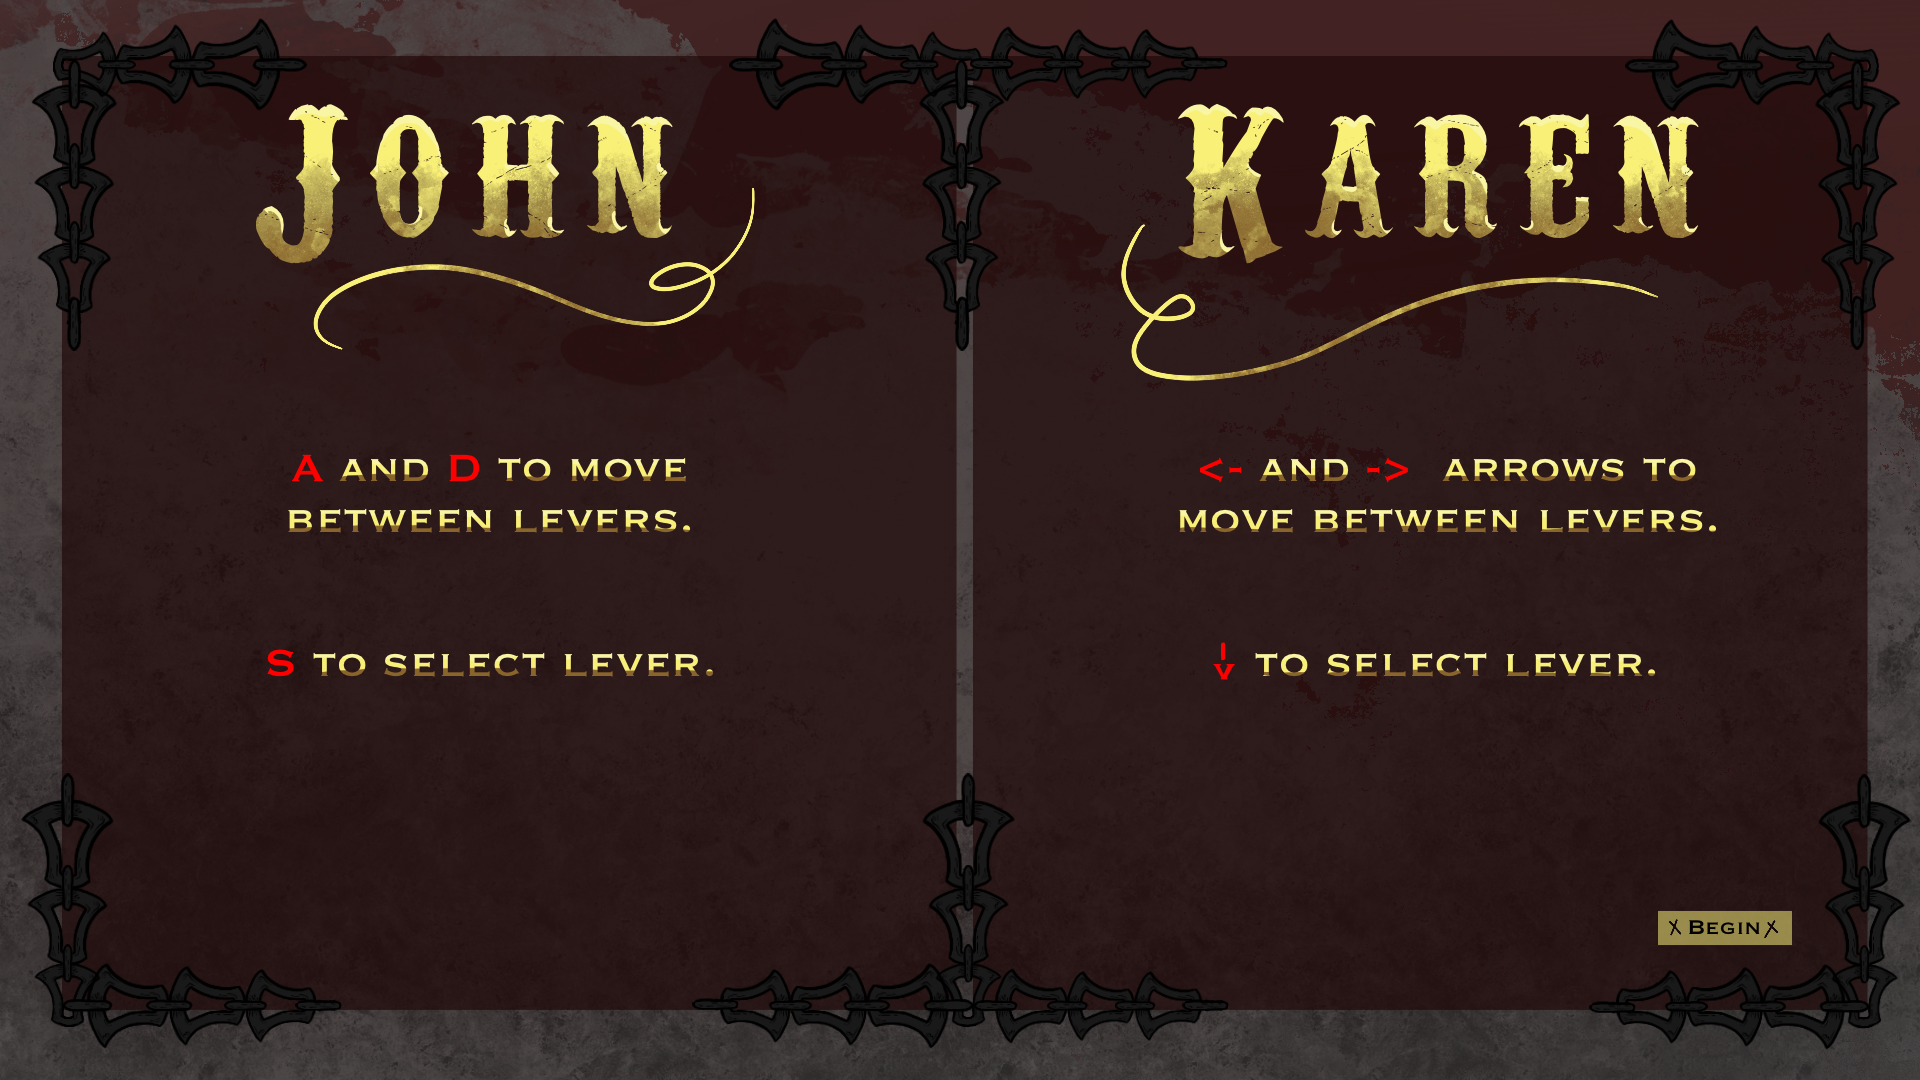 John
A and D to move
between levers.
S to select lever.
Karen
<- and -> arrows to
move between levers.
↓ to select lever.
X Begin X